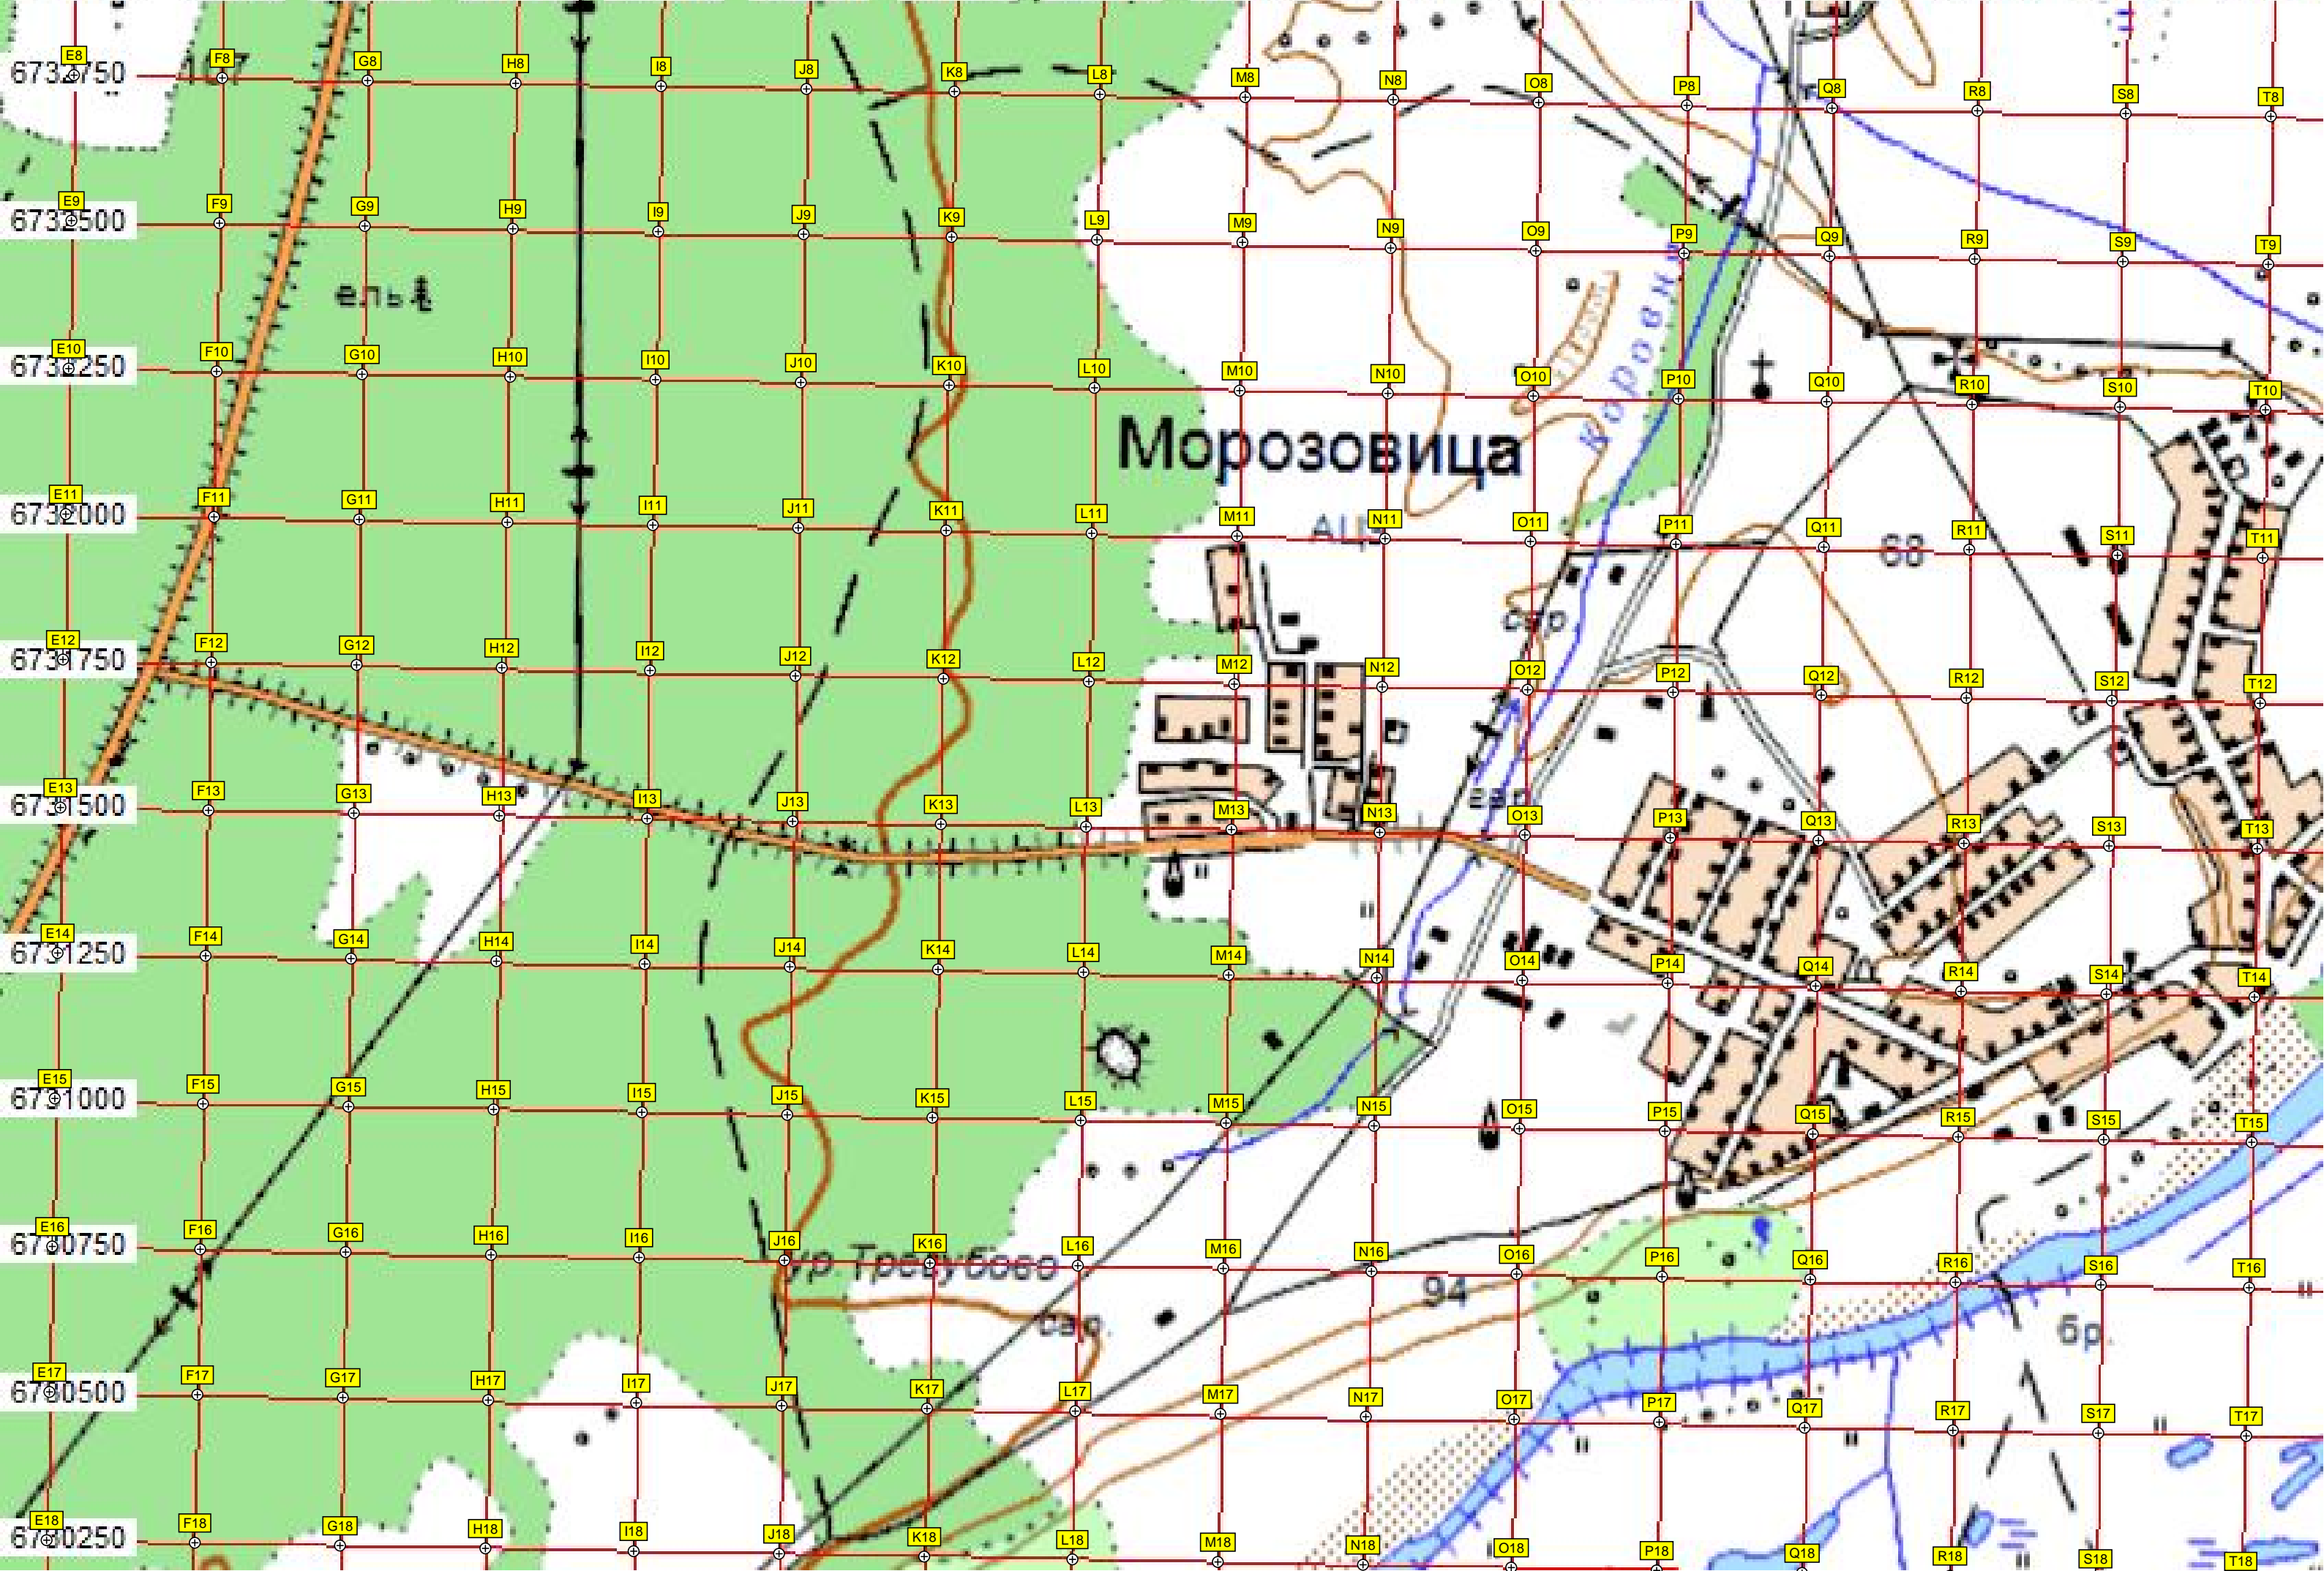 E8 F8 G8 H8 I8 J8 K8 L8 M8 N8 O8 P8 Q8 R8 S8 T8
6732750
E9 F9 G9 H9 I9 J9 K9 L9 M9 N9 O9 P9 Q9 R9 S9 T9
6732500
ель
E10 F10 G10 H10 I10 J10 K10 L10 M10 N10 O10 P10 Q10 R10 S10 T10
6732250
Морозовица
E11 F11 G11 H11 I11 J11 K11 L11 M11 N11 O11 P11 Q11 R11 S11 T11
6732000
68
сар
E12 F12 G12 H12 I12 J12 K12 L12 M12 N12 O12 P12 Q12 R12 S12 T12
6731750
E13 F13 G13 H13 I13 J13 K13 L13 M13 N13 O13 P13 Q13 R13 S13 T13
6731500
E14 F14 G14 H14 I14 J14 K14 L14 M14 N14 O14 P14 Q14 R14 S14 T14
6731250
E15 F15 G15 H15 I15 J15 K15 L15 M15 N15 O15 P15 Q15 R15 S15 T15
6731000
E16 F16 G16 H16 I16 J16 K16 L16 M16 N16 O16 P16 Q16 R16 S16 T16
6730750
ур. Трегубово
94
сар.
бр.
E17 F17 G17 H17 I17 J17 K17 L17 M17 N17 O17 P17 Q17 R17 S17 T17
6730500
E18 F18 G18 H18 I18 J18 K18 L18 M18 N18 O18 P18 Q18 R18 S18 T18
6730250